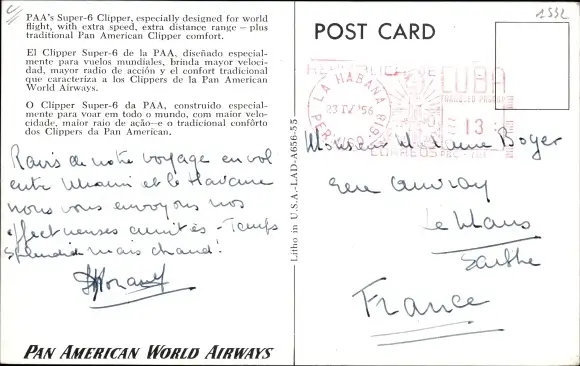 PAA's Super-6 Clipper, especially designed for world
flight, with extra speed, extra distance range – plus
traditional Pan American Clipper comfort.
El Clipper Super-6 de la PAA, diseñado especial-
mente para vuelos mundiales, brinda mayor veloci-
dad, mayor radio de acción y el confort tradicional
que caracteriza a los Clippers de la Pan American
World Airways.
O Clipper Super-6 da PAA, construido especial-
mente para voar em todo o mundo, com maior velo-
cidade, maior raio de ação–e o tradicional confôrto
dos Clippers da Pan American.
Ravis de notre voyage en vol
entre Miami et la Havane
nous vous envoyons nos
affectueuses amitiés - Temps
splendide mais chaud!
PAN AMERICAN WORLD AIRWAYS
Litho in U.S.A.-LAD-A656-55
1532
POST CARD
LA HABANA
23 IV '56
CUBA
13
CORREOS
Monsieur Boyer
rue
Le Mans
Sarthe
France